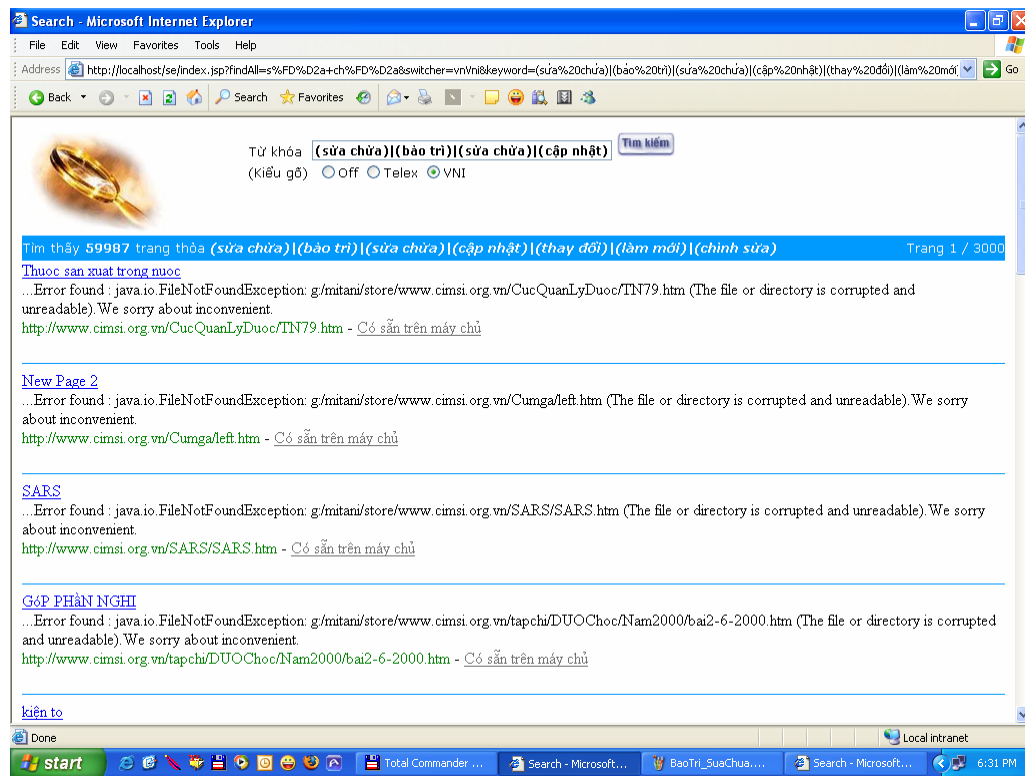 Search - Microsoft Internet Explorer
File Edit View Favorites Tools Help
Address http://localhost/se/index.jsp?findAll=s%FD%D2a+ch%FD%D2a&switcher=vnVni&keyword=(sửa%20chửa)|(bảo%20trì)|(sửa%20chữa)|(cập%20nhật)|(thay%20đổi)|(làm%20mới Go
Back Search Favorites
Từ khóa (sửa chửa)|(bảo trì)|(sửa chữa)|(cập nhật) Tìm kiếm
(Kiểu gõ) Off Telex VNI
Tìm thấy 59987 trang thỏa (sửa chửa)|(bảo trì)|(sửa chữa)|(cập nhật)|(thay đổi)|(làm mới)|(chỉnh sửa) Trang 1 / 3000
Thuoc san xuat trong nuoc
...Error found : java.io.FileNotFoundException: g:/mitani/store/www.cimsi.org.vn/CucQuanLyDuoc/TN79.htm (The file or directory is corrupted and
unreadable).We sorry about inconvenient.
http://www.cimsi.org.vn/CucQuanLyDuoc/TN79.htm - Có sẵn trên máy chủ
New Page 2
...Error found : java.io.FileNotFoundException: g:/mitani/store/www.cimsi.org.vn/Cumga/left.htm (The file or directory is corrupted and unreadable).We sorry
about inconvenient.
http://www.cimsi.org.vn/Cumga/left.htm - Có sẵn trên máy chủ
SARS
...Error found : java.io.FileNotFoundException: g:/mitani/store/www.cimsi.org.vn/SARS/SARS.htm (The file or directory is corrupted and unreadable).We sorry
about inconvenient.
http://www.cimsi.org.vn/SARS/SARS.htm - Có sẵn trên máy chủ
GóP PHầN NGHI
...Error found : java.io.FileNotFoundException: g:/mitani/store/www.cimsi.org.vn/tapchi/DUOChoc/Nam2000/bai2-6-2000.htm (The file or directory is corrupted
and unreadable).We sorry about inconvenient.
http://www.cimsi.org.vn/tapchi/DUOChoc/Nam2000/bai2-6-2000.htm - Có sẵn trên máy chủ
kiện to
Done Local intranet
start Total Commander ... Search - Microsoft... BaoTri_SuaChua.... Search - Microsoft... 6:31 PM